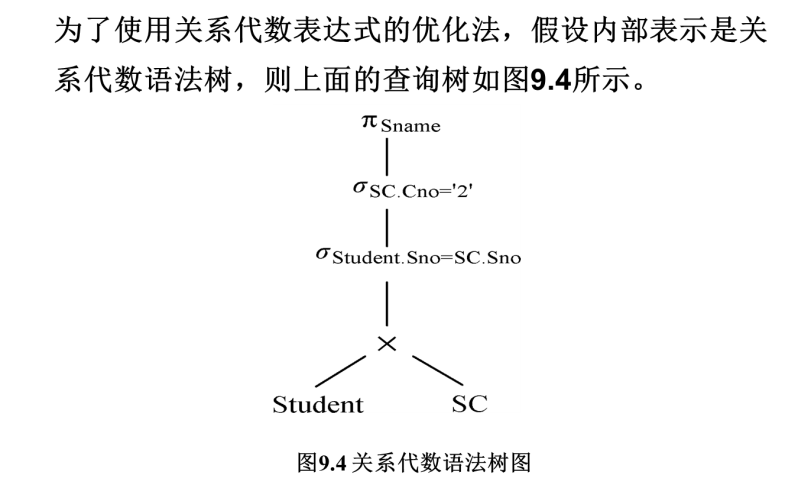 为了使用关系代数表达式的优化法，假设内部表示是关
系代数语法树，则上面的查询树如图9.4所示。
π Sname
σ SC.Cno='2'
σ Student.Sno=SC.Sno
×
Student SC
图9.4 关系代数语法树图